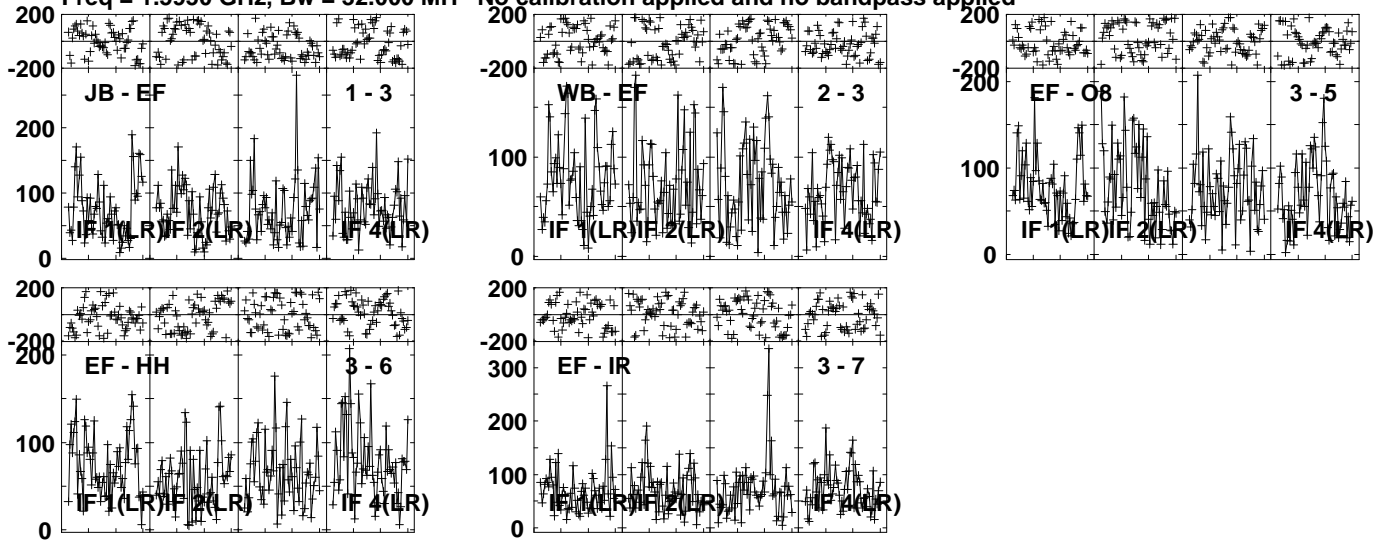 Freq = GHz, Bw = MH No calibration applied and no bandpass applied
200
-200
JB - EF 1 - 3
200
100
0
IF 1(LR) IF 2(LR) IF 4(LR)
200
-200
WB - EF 2 - 3
100
0
IF 1(LR) IF 2(LR) IF 4(LR)
200
-200
200
EF - O8 3 - 5
100
0
IF 1(LR) IF 2(LR) IF 4(LR)
200
-200
200
EF - HH 3 - 6
100
0
IF 1(LR) IF 2(LR) IF 4(LR)
200
-200
300
EF - IR 3 - 7
200
100
0
IF 1(LR) IF 2(LR) IF 4(LR)